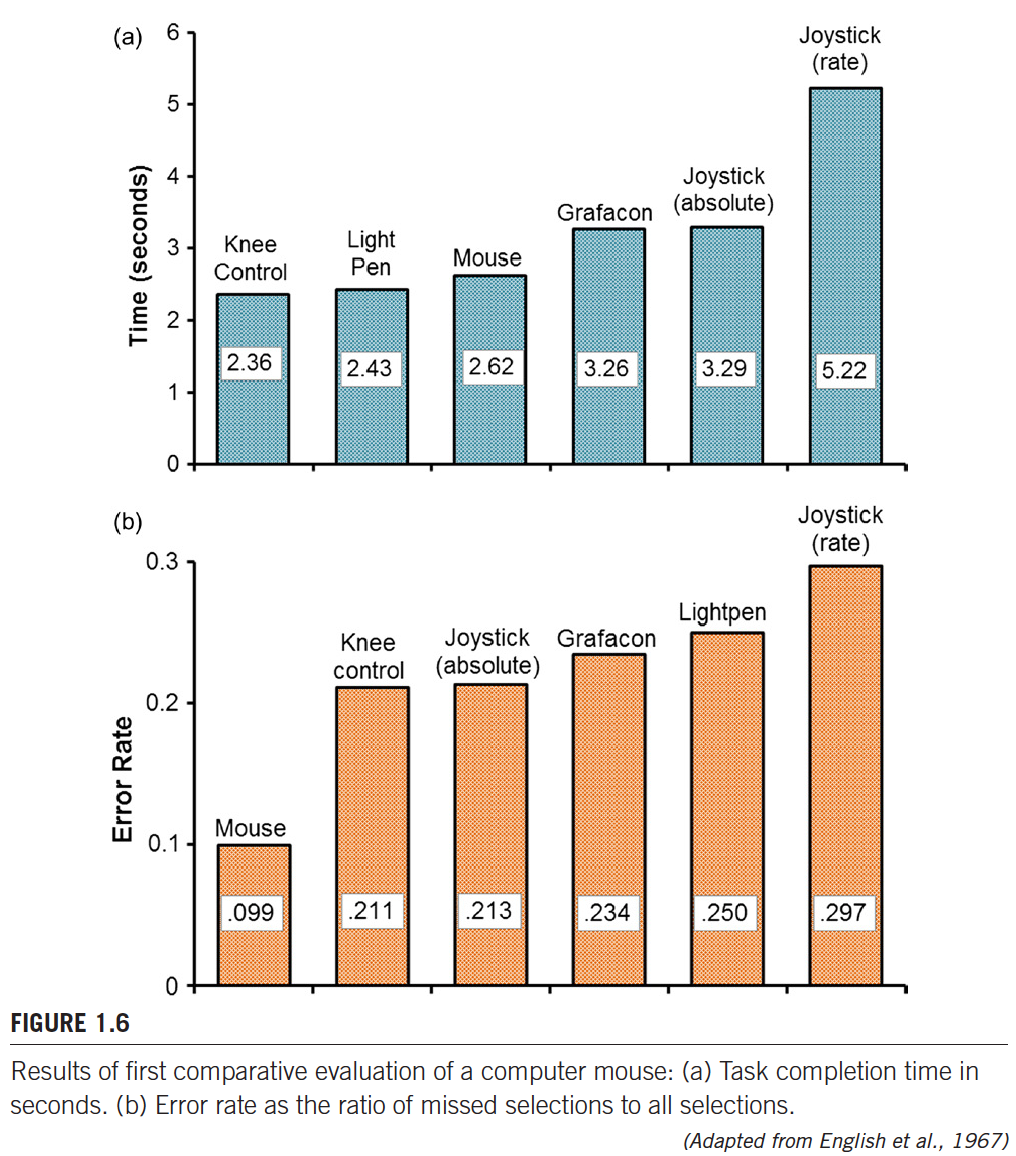 (a)
6
5
4
3
2
1
0
Time (seconds)
Knee
Control
2.36
Light
Pen
2.43
Mouse
2.62
Grafacon
3.26
Joystick
(absolute)
3.29
Joystick
(rate)
5.22
(b)
0.3
0.2
0.1
0
Error Rate
Mouse
.099
Knee
control
.211
Joystick
(absolute)
.213
Grafacon
.234
Lightpen
.250
Joystick
(rate)
.297
FIGURE 1.6
Results of first comparative evaluation of a computer mouse: (a) Task completion time in
seconds. (b) Error rate as the ratio of missed selections to all selections.
(Adapted from English et al., 1967)